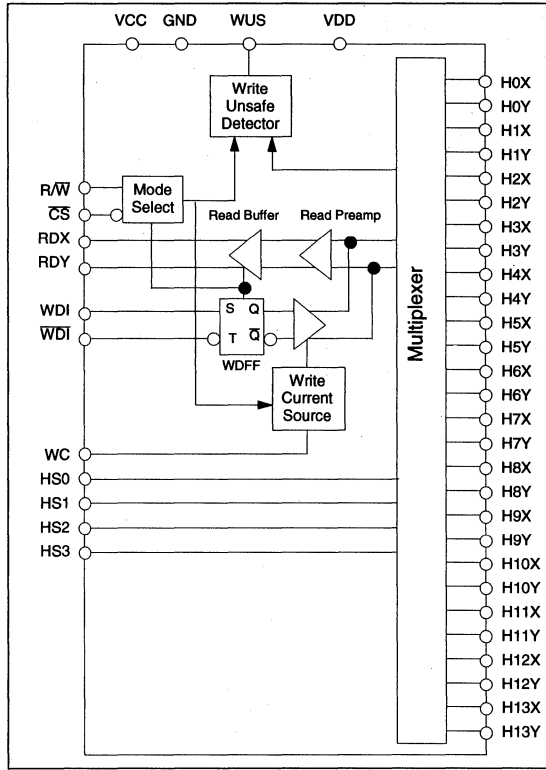 VCC GND WUS VDD
Write
Unsafe
Detector
R/W̅
C̅S̅
RDX
RDY
WDI
W̅D̅I̅
WC
HS0
HS1
HS2
HS3
Mode
Select
Read Buffer
Read Preamp
S Q
T Q̅
WDFF
Write
Current
Source
Multiplexer
H0X
H0Y
H1X
H1Y
H2X
H2Y
H3X
H3Y
H4X
H4Y
H5X
H5Y
H6X
H6Y
H7X
H7Y
H8X
H8Y
H9X
H9Y
H10X
H10Y
H11X
H11Y
H12X
H12Y
H13X
H13Y